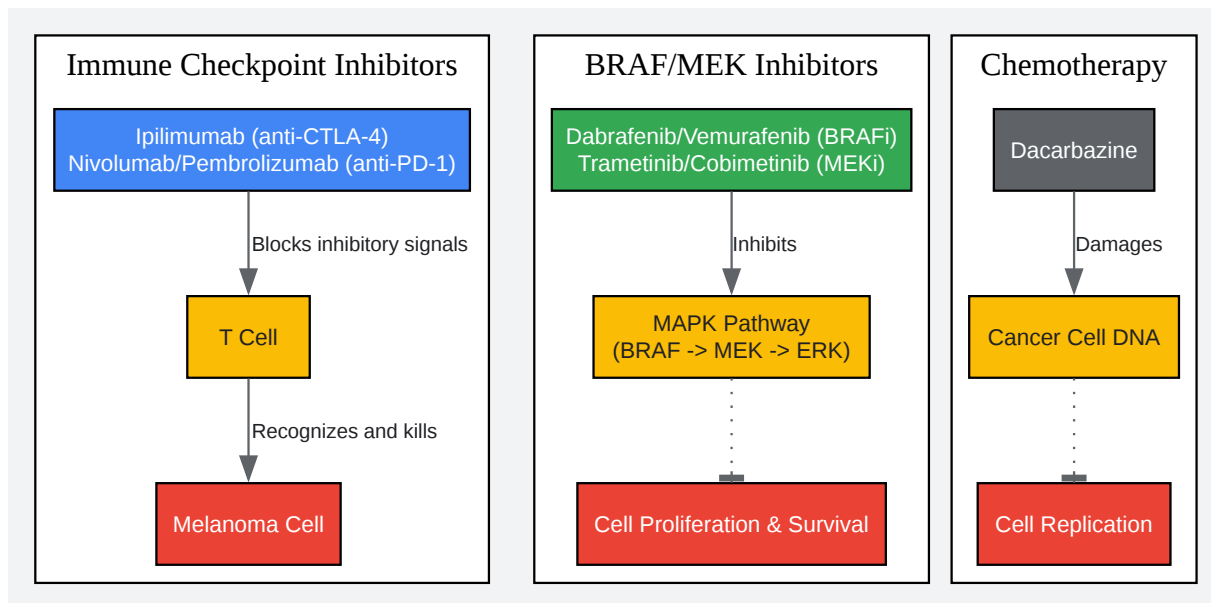 Immune Checkpoint Inhibitors
Ipilimumab (anti-CTLA-4)
Nivolumab/Pembrolizumab (anti-PD-1)
Blocks inhibitory signals
T Cell
Recognizes and kills
Melanoma Cell
BRAF/MEK Inhibitors
Dabrafenib/Vemurafenib (BRAFi)
Trametinib/Cobimetinib (MEKi)
Inhibits
MAPK Pathway
(BRAF -> MEK -> ERK)
Cell Proliferation & Survival
Chemotherapy
Dacarbazine
Damages
Cancer Cell DNA
Cell Replication